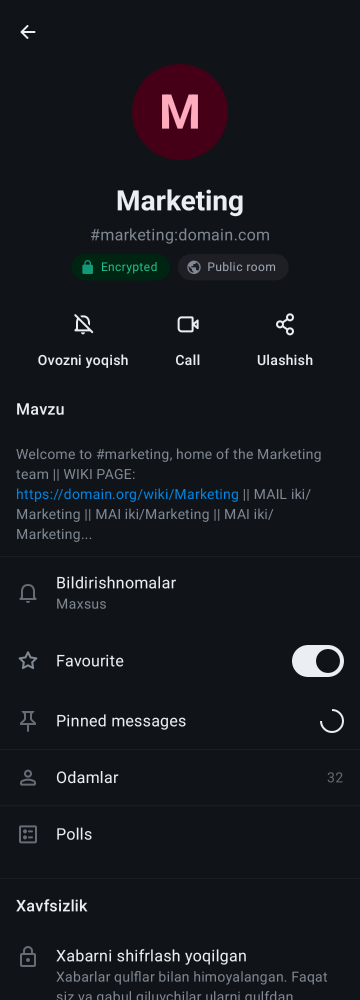 M
Marketing
#marketing:domain.com
Encrypted
Public room
Ovozni yoqish
Call
Ulashish
Mavzu
Welcome to #marketing, home of the Marketing
team || WIKI PAGE:
https://domain.org/wiki/Marketing || MAIL iki/
Marketing || MAI iki/Marketing || MAI iki/
Marketing...
Bildirishnomalar
Maxsus
Favourite
Pinned messages
Odamlar
32
Polls
Xavfsizlik
Xabarni shifrlash yoqilgan
Xabarlar qulflar bilan himoyalangan. Faqat
siz va qabul qiluvchilar ularni qulfdan